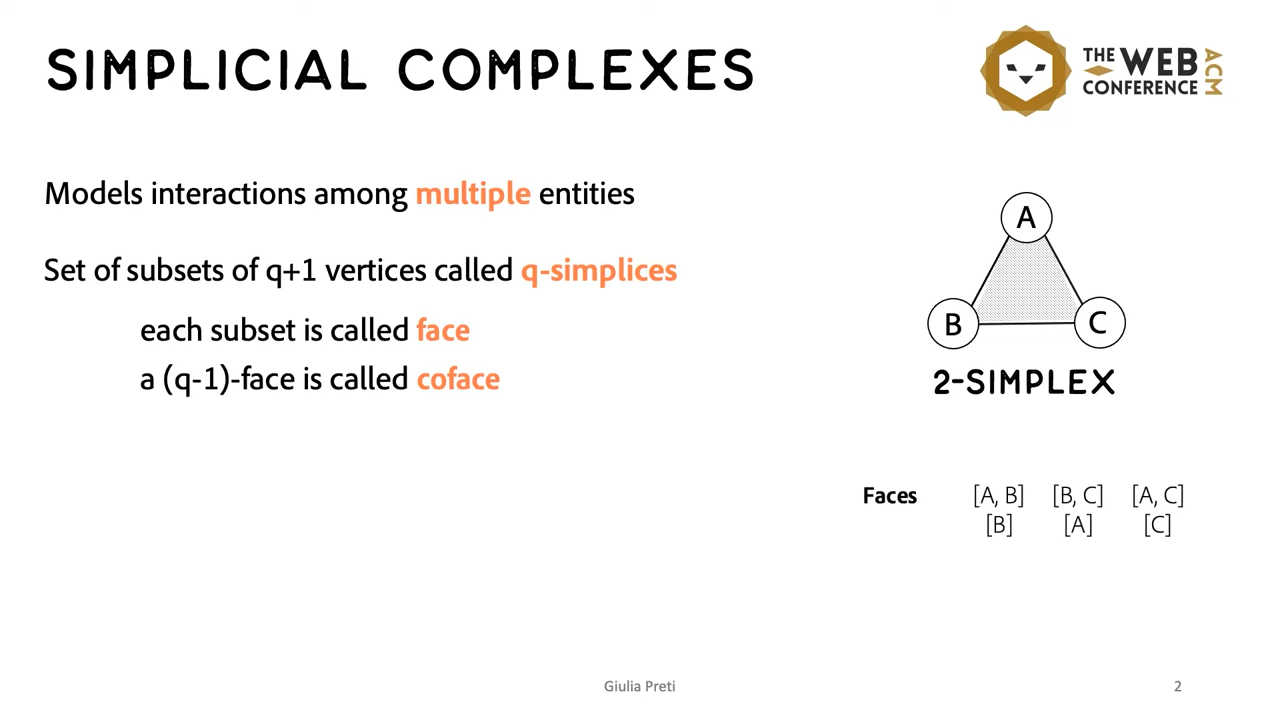 SIMPLICIAL COMPLEXES
THE WEB CONFERENCE ACM
Models interactions among multiple entities
Set of subsets of q+1 vertices called q-simplices
each subset is called face
a (q-1)-face is called coface
A
B
C
2-SIMPLEX
Faces [A, B] [B, C] [A, C]
[B] [A] [C]
Giulia Preti
2